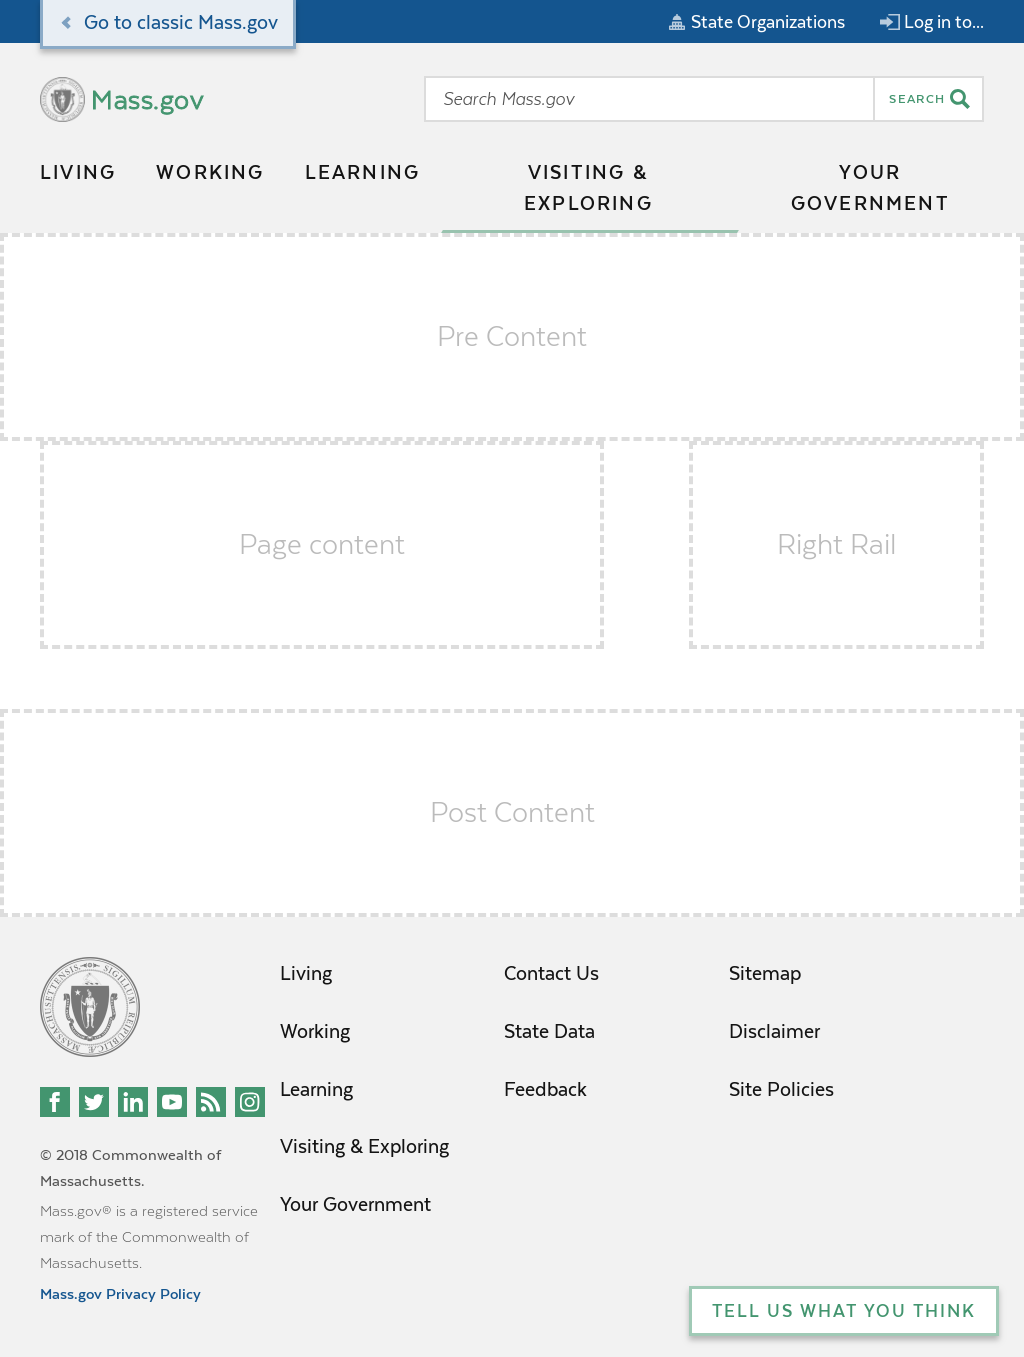 Go to classic Mass.gov
State Organizations
Log in to...
Mass.gov
Search Mass.gov
SEARCH
LIVING
WORKING
LEARNING
VISITING &
EXPLORING
YOUR
GOVERNMENT
Pre Content
Page content
Right Rail
Post Content
Living
Working
Learning
Visiting & Exploring
Your Government
Contact Us
State Data
Feedback
Sitemap
Disclaimer
Site Policies
© 2018 Commonwealth of
Massachusetts.
Mass.gov® is a registered service
mark of the Commonwealth of
Massachusetts.
Mass.gov Privacy Policy
TELL US WHAT YOU THINK